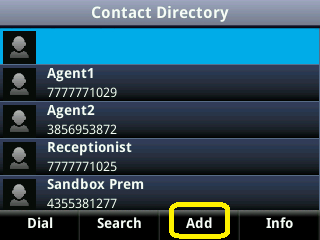 Contact Directory
Agent1
7777771029
Agent2
3856953872
Receptionist
7777771025
Sandbox Prem
4355381277
Dial Search Add Info